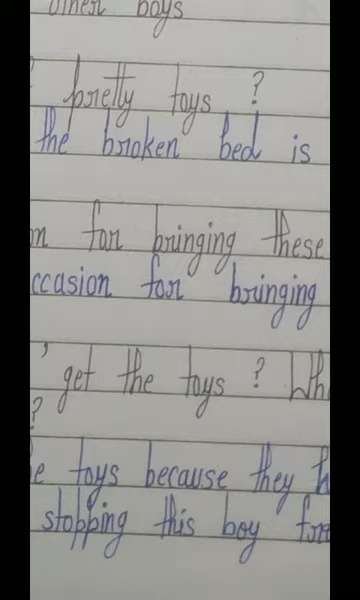 other boys
pretty toys ?
the broken bed is
for bringing these
ccasion for bringing
' get the toys ? Wh
?
e toys because they h
stopping this boy fro